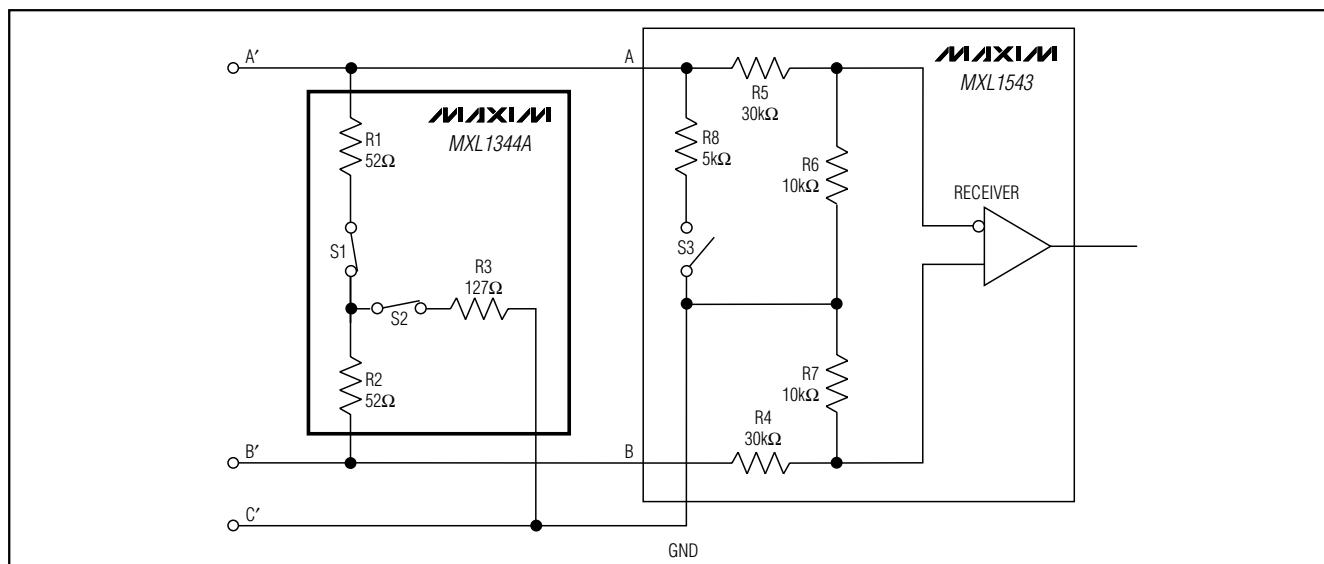 A′
A
MAXIM
MXL1543
R5
30kΩ
MAXIM
MXL1344A
R1
52Ω
R8
5kΩ
R6
10kΩ
RECEIVER
S1
S3
R3
127Ω
S2
R2
52Ω
R7
10kΩ
R4
30kΩ
B′
B
C′
GND